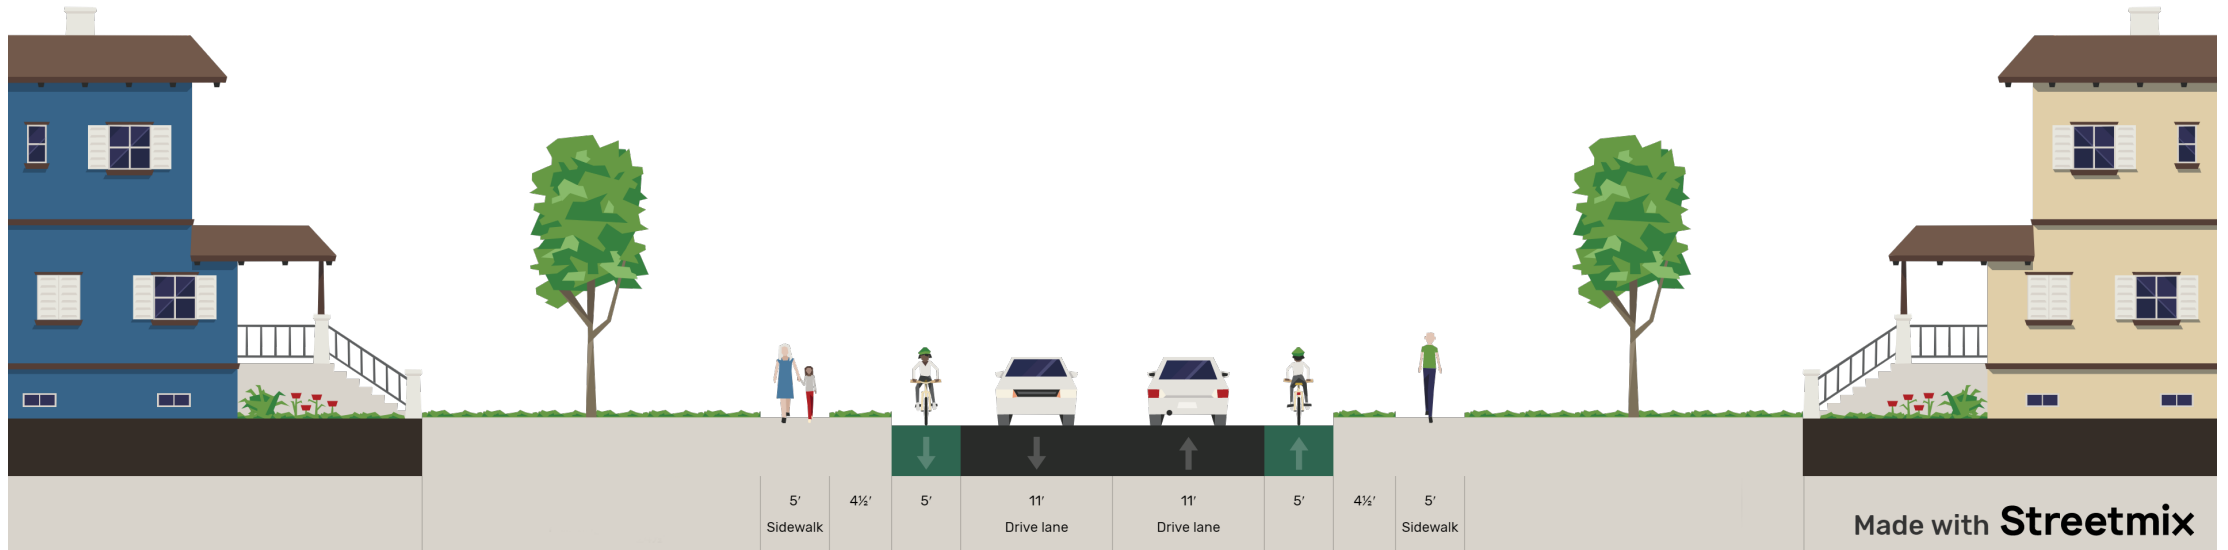 5′ 4½′ 5′ 11′ 11′ 5′ 4½′ 5′
Sidewalk Drive lane Drive lane Sidewalk
Made with Streetmix